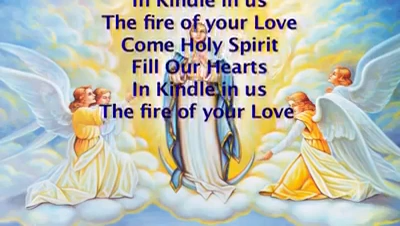 In Kindle in us
The fire of your Love
Come Holy Spirit
Fill Our Hearts
In Kindle in us
The fire of your Love